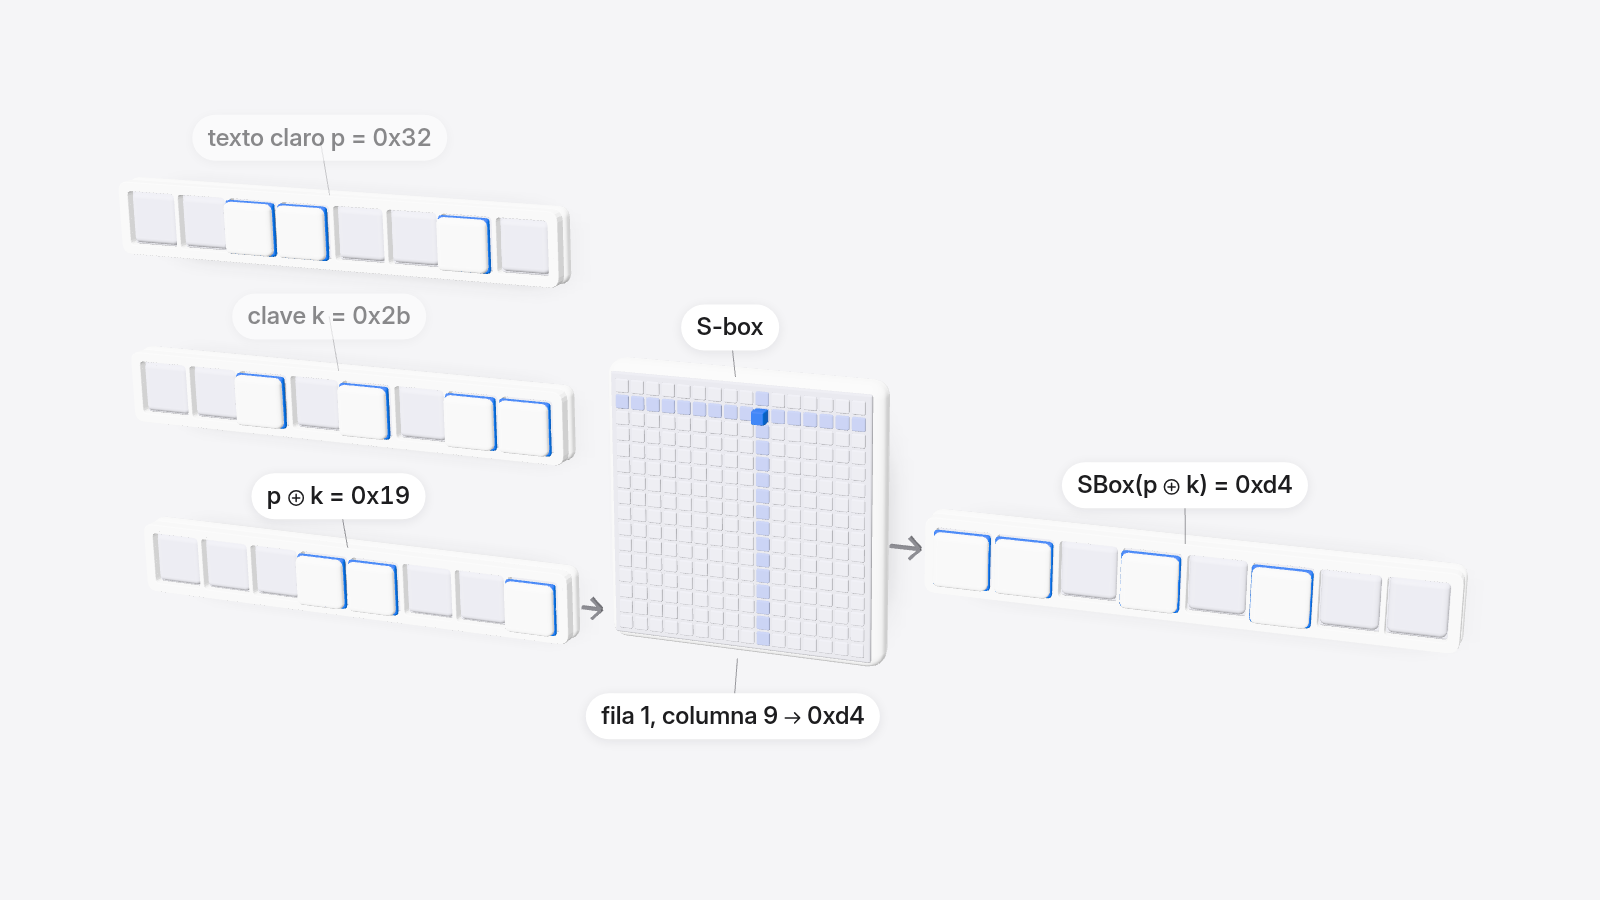 texto claro p = 0x32
clave k = 0x2b
p ⊕ k = 0x19
S-box
fila 1, columna 9 → 0xd4
SBox(p ⊕ k) = 0xd4